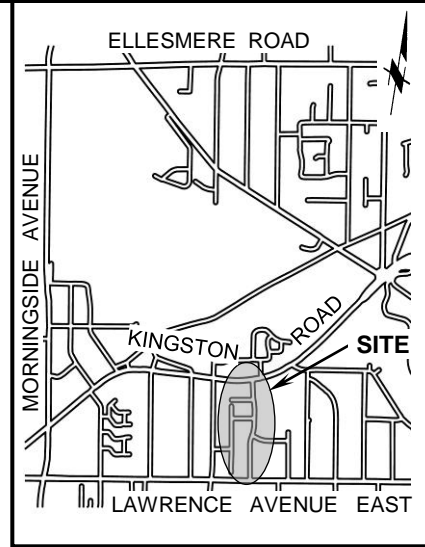 ELLESMERE ROAD
MORNINGSIDE AVENUE
KINGSTON ROAD
SITE
LAWRENCE AVENUE EAST